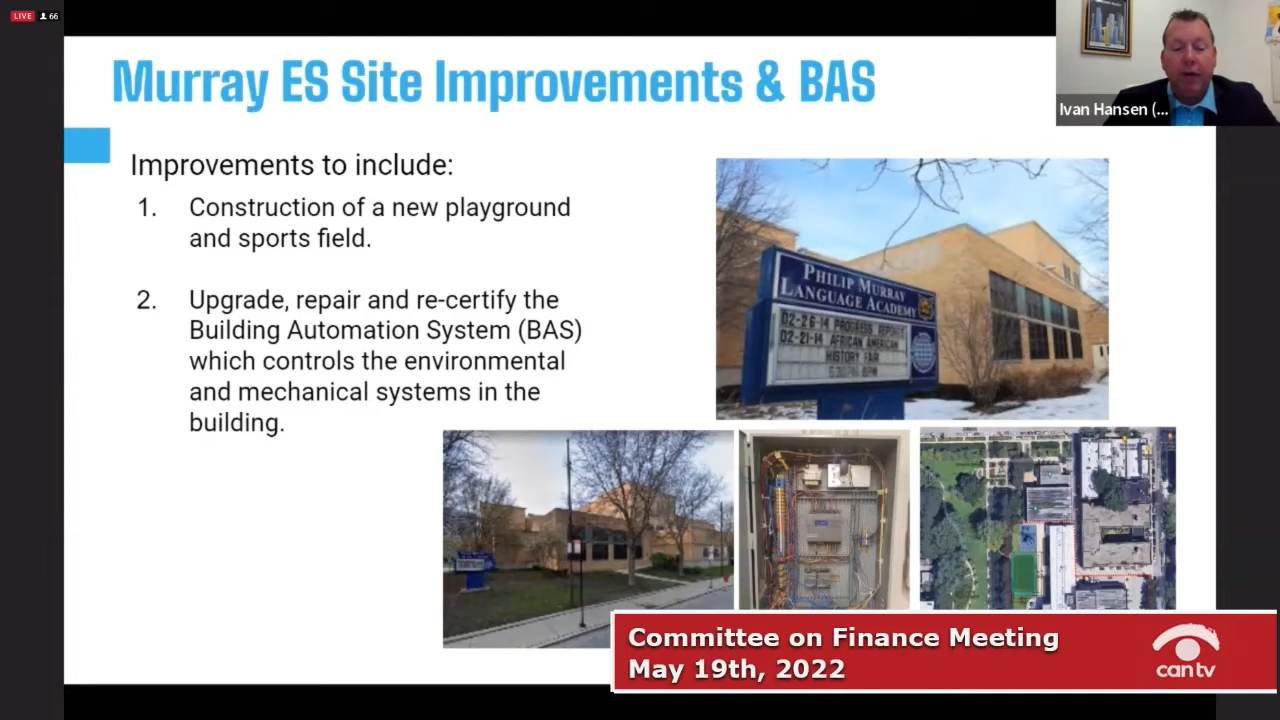 LIVE 66
Murray ES Site Improvements & BAS
Ivan Hansen (...
Improvements to include:
1. Construction of a new playground
and sports field.
2. Upgrade, repair and re-certify the
Building Automation System (BAS)
which controls the environmental
and mechanical systems in the
building.
PHILIP MURRAY
LANGUAGE ACADEMY
02-26-14 PROGRESS REPORTS
02-21-14 AFRICAN AMERICAN
HISTORY FAIR
Committee on Finance Meeting
May 19th, 2022
can tv